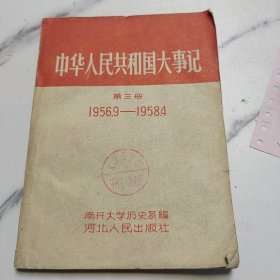 中华人民共和国大事记
第三册
1956.9—1958.4
南开大学历史系編
河北人民出版社